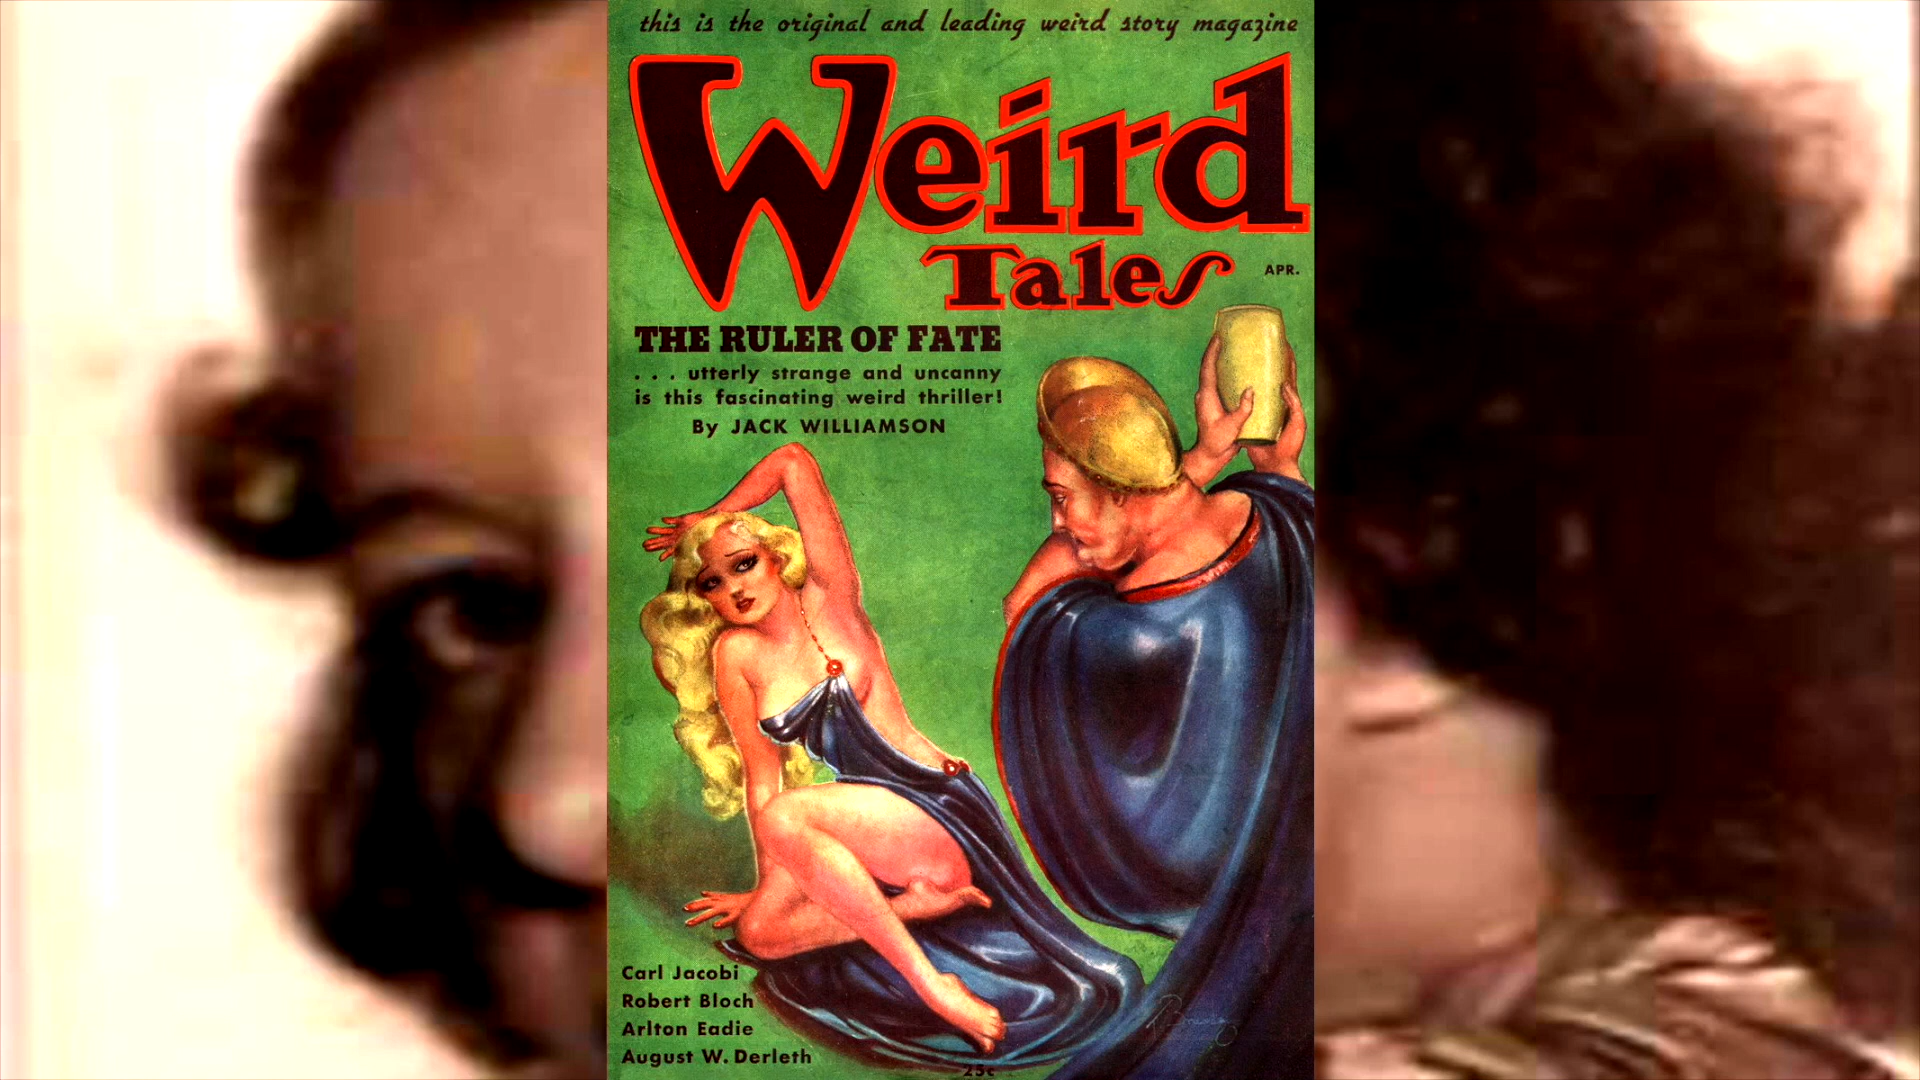 this is the original and leading weird story magazine
Weird
Tales
APR.
THE RULER OF FATE
. . . utterly strange and uncanny
is this fascinating weird thriller!
By JACK WILLIAMSON
Carl Jacobi
Robert Bloch
Arlton Eadie
August W. Derleth
25c